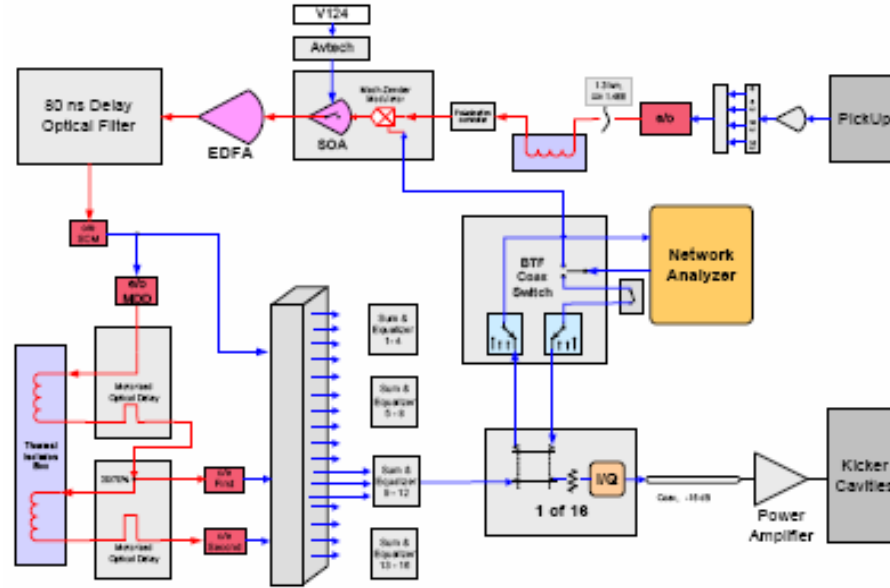 V124
Avtech
80 ns Delay
Optical Filter
EDFA
Mach-Zender
Modulator
SOA
e/o
PickUp
o/e
SCM
e/o
MOD
BTF
Coax
Switch
Network
Analyzer
Sum &
Equalizer
1 - 4
Motorized
Optical Delay
Thermal
Isolation
Box
Sum &
Equalizer
5 - 8
o/e
First
Sum &
Equalizer
9 - 12
I/Q
1 of 16
Power
Amplifier
Kicker
Cavities
o/e
Second
Motorized
Optical Delay
Sum &
Equalizer
13 - 16